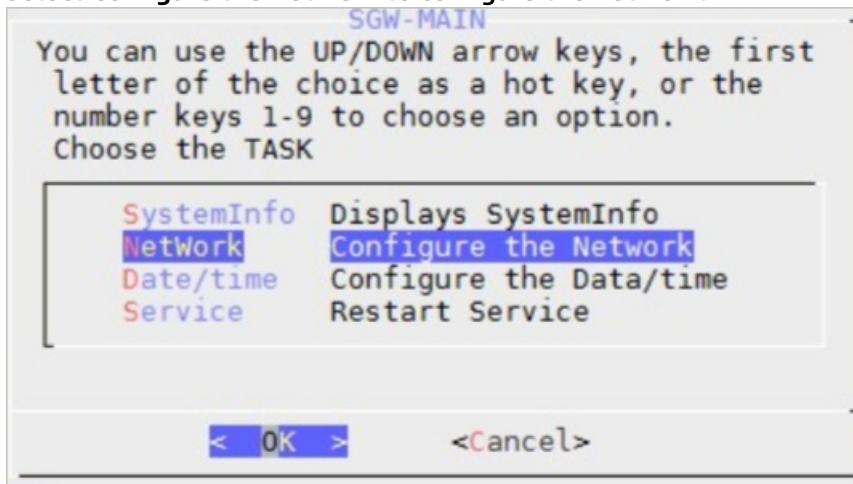 SGW-MAIN
You can use the UP/DOWN arrow keys, the first
letter of the choice as a hot key, or the
number keys 1-9 to choose an option.
Choose the TASK
SystemInfo Displays SystemInfo
NetWork Configure the Network
Date/time Configure the Data/time
Service Restart Service
< OK > <Cancel>